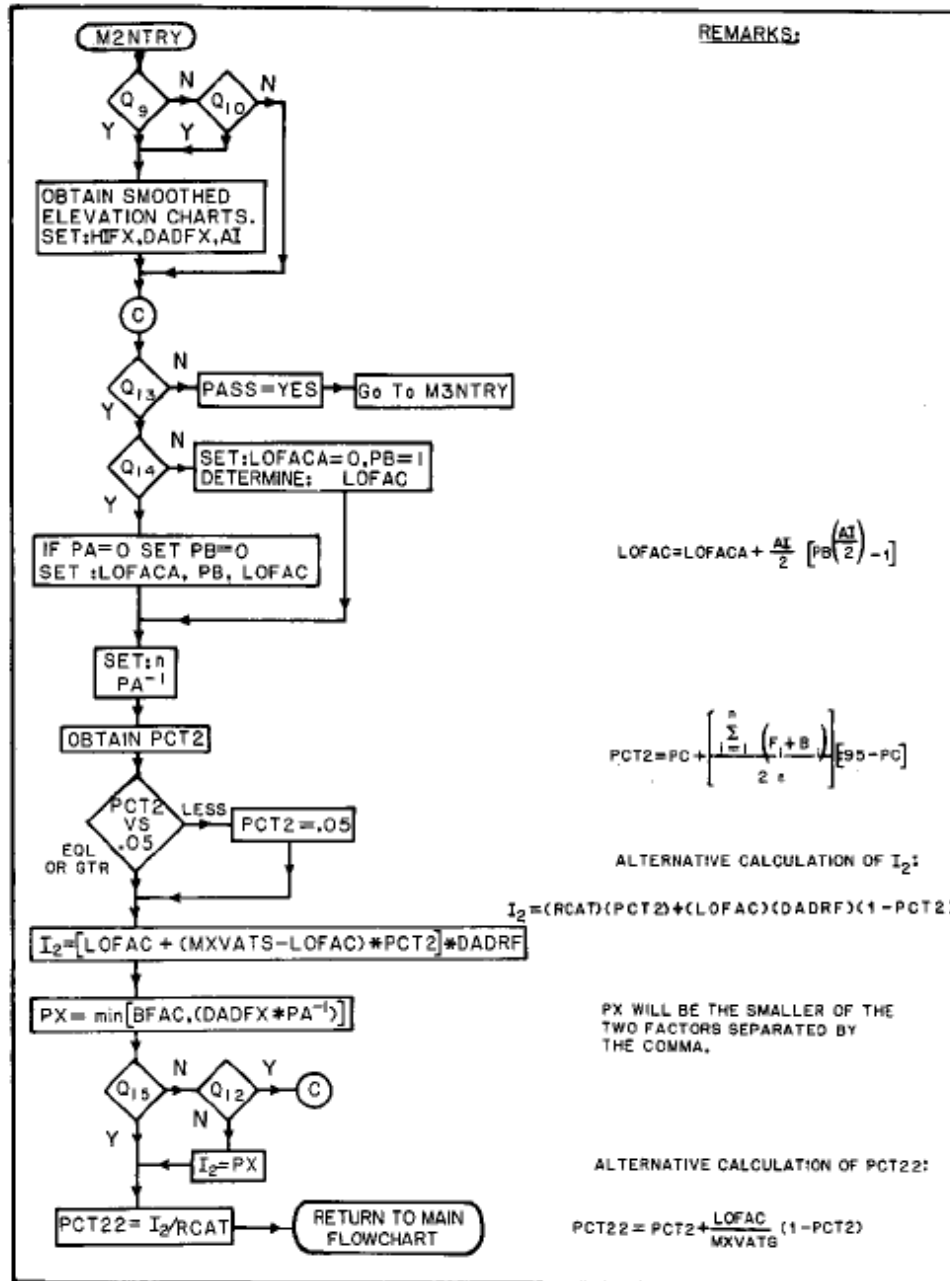 M2NTRY
REMARKS:
Q9
N
Q10
N
Y
Y
OBTAIN SMOOTHED
ELEVATION CHARTS.
SET:HIFX,DADFX,AI
C
Q13
N
PASS=YES
Go To M3NTRY
Y
Q14
N
SET:LOFACA=0,PB=1
DETERMINE: LOFAC
Y
IF PA=0 SET PB=0
SET :LOFACA, PB, LOFAC
LOFAC=LOFACA + AI/2 [PB(AI/2) -1]
SET:n
PA⁻¹
OBTAIN PCT2
PCT2=PC + [n Σ i=1 (Fi + B) / 2 ] [95-PC]
PCT2
VS
.05
LESS
PCT2=.05
EQL
OR GTR
ALTERNATIVE CALCULATION OF I2:
I2=(RCAT)(PCT2)+(LOFAC)(DADRF)(1-PCT2)
I2=[LOFAC + (MXVATS-LOFAC)*PCT2]*DADRF
PX= min[BFAC,(DADFX*PA⁻¹)]
PX WILL BE THE SMALLER OF THE
TWO FACTORS SEPARATED BY
THE COMMA.
Q15
N
Q12
Y
C
Y
N
I2=PX
ALTERNATIVE CALCULATION OF PCT22:
PCT22= I2/RCAT
RETURN TO MAIN
FLOWCHART
PCT22= PCT2+ LOFAC/MXVATS (1-PCT2)